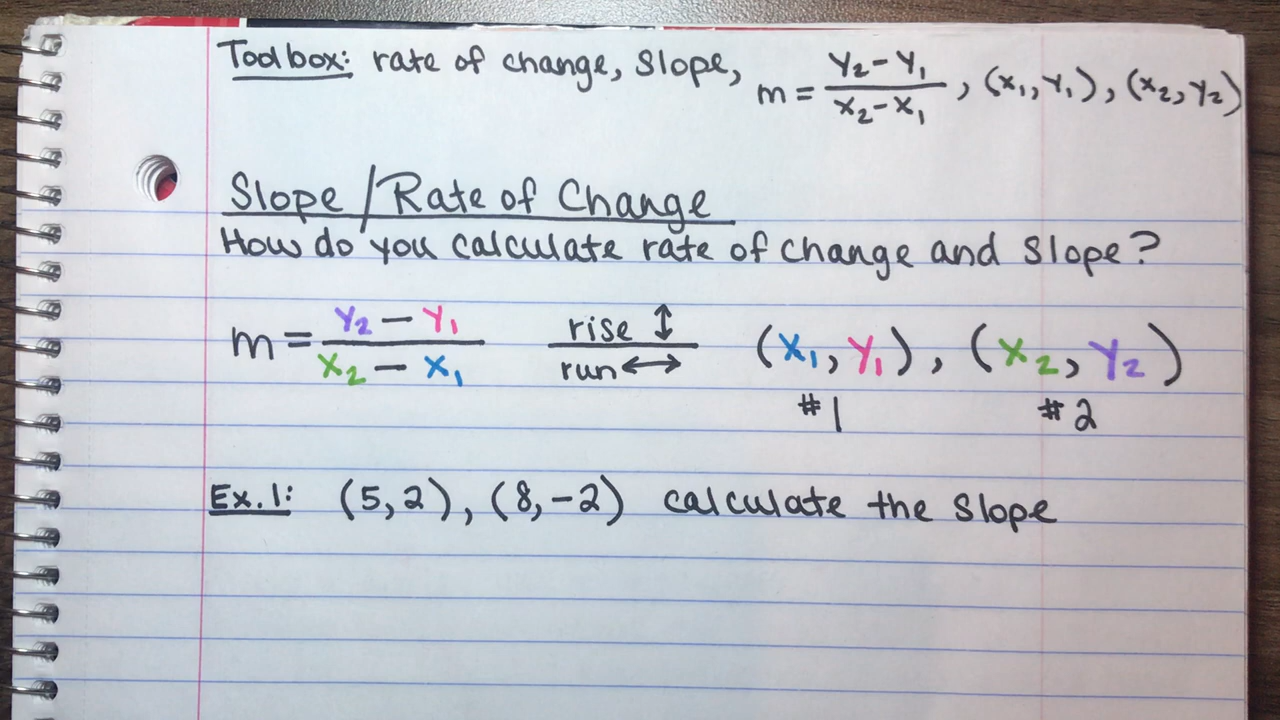 Toolbox: rate of change, slope, m = (y₂ − y₁)/(x₂ − x₁), (x₁, y₁), (x₂, y₂)
Slope / Rate of Change
How do you calculate rate of change and slope?
m = (y₂ − y₁)/(x₂ − x₁) rise ↕ / run ↔ (x₁, y₁), (x₂, y₂)
#1 #2
Ex. 1: (5, 2), (8, -2) calculate the slope